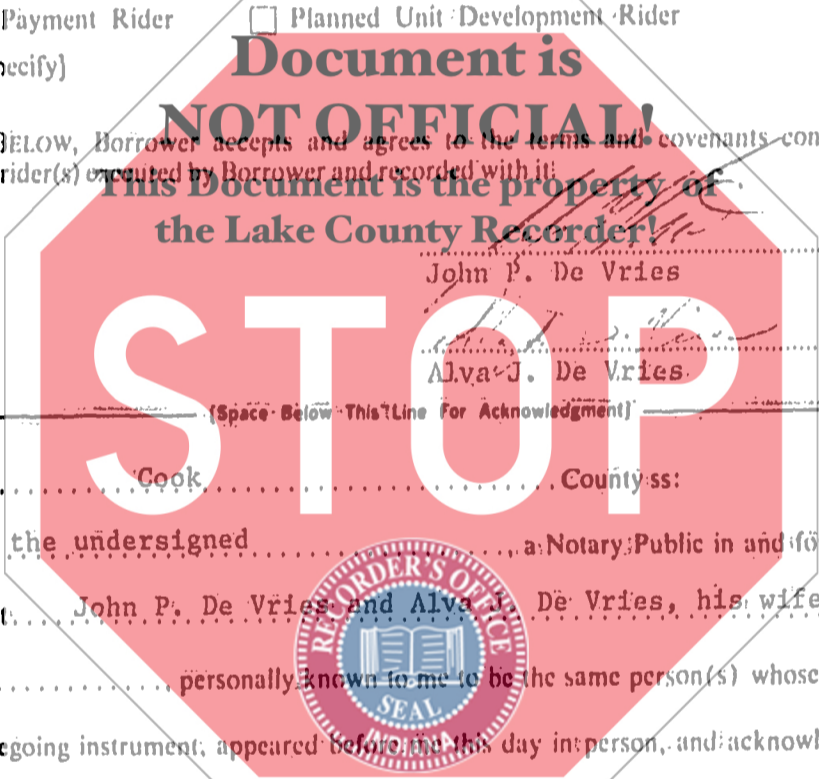 Payment Rider ☐ Planned Unit Development Rider
Document is
ecify]
NOT OFFICIAL!
BELOW, Borrower accepts and agrees to the terms and covenants con
rider(s) executed by Borrower and recorded with it.
This Document is the property of
the Lake County Recorder!
John P. De Vries
STOP
Alva J. De Vries
[Space Below This Line For Acknowledgment]
Cook County ss:
the undersigned, a Notary Public in and fo
John P. De Vries and Alva J. De Vries, his wife
RECORDER'S OFFICE
personally known to me to be the same person(s) whose
SEAL
INDIANA
egoing instrument, appeared before me this day in person, and acknowl